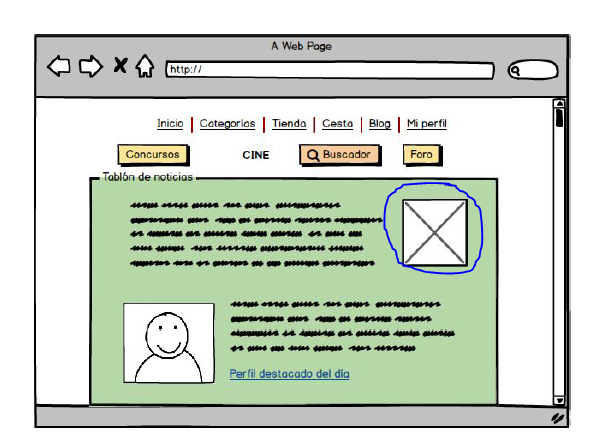 A Web Page
http://
Inicio Categorías Tienda Cesta Blog Mi perfil
Concursos CINE Buscador Foro
Tablón de noticias
Perfil destacado del día